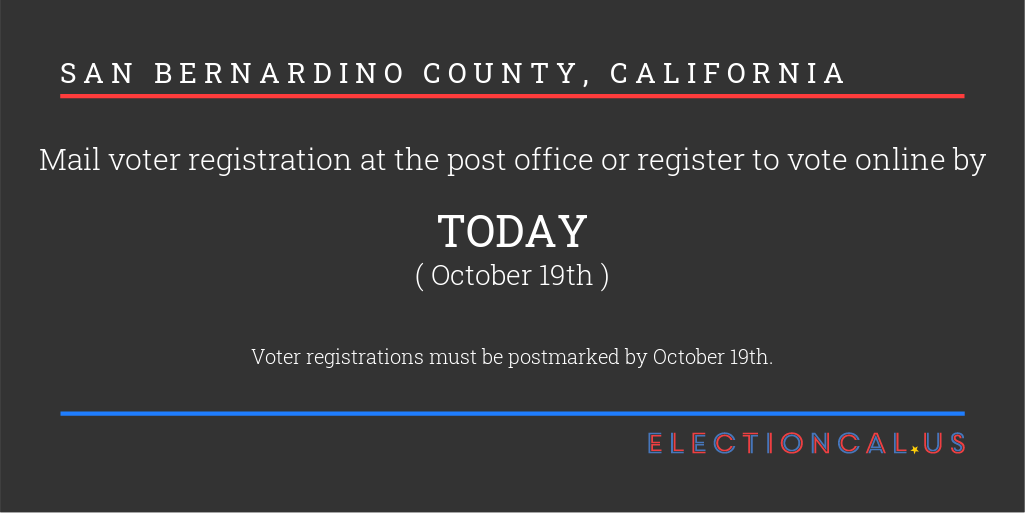 SAN BERNARDINO COUNTY, CALIFORNIA
Mail voter registration at the post office or register to vote online by
TODAY
( October 19th )
Voter registrations must be postmarked by October 19th.
ELECTIONCAL.US